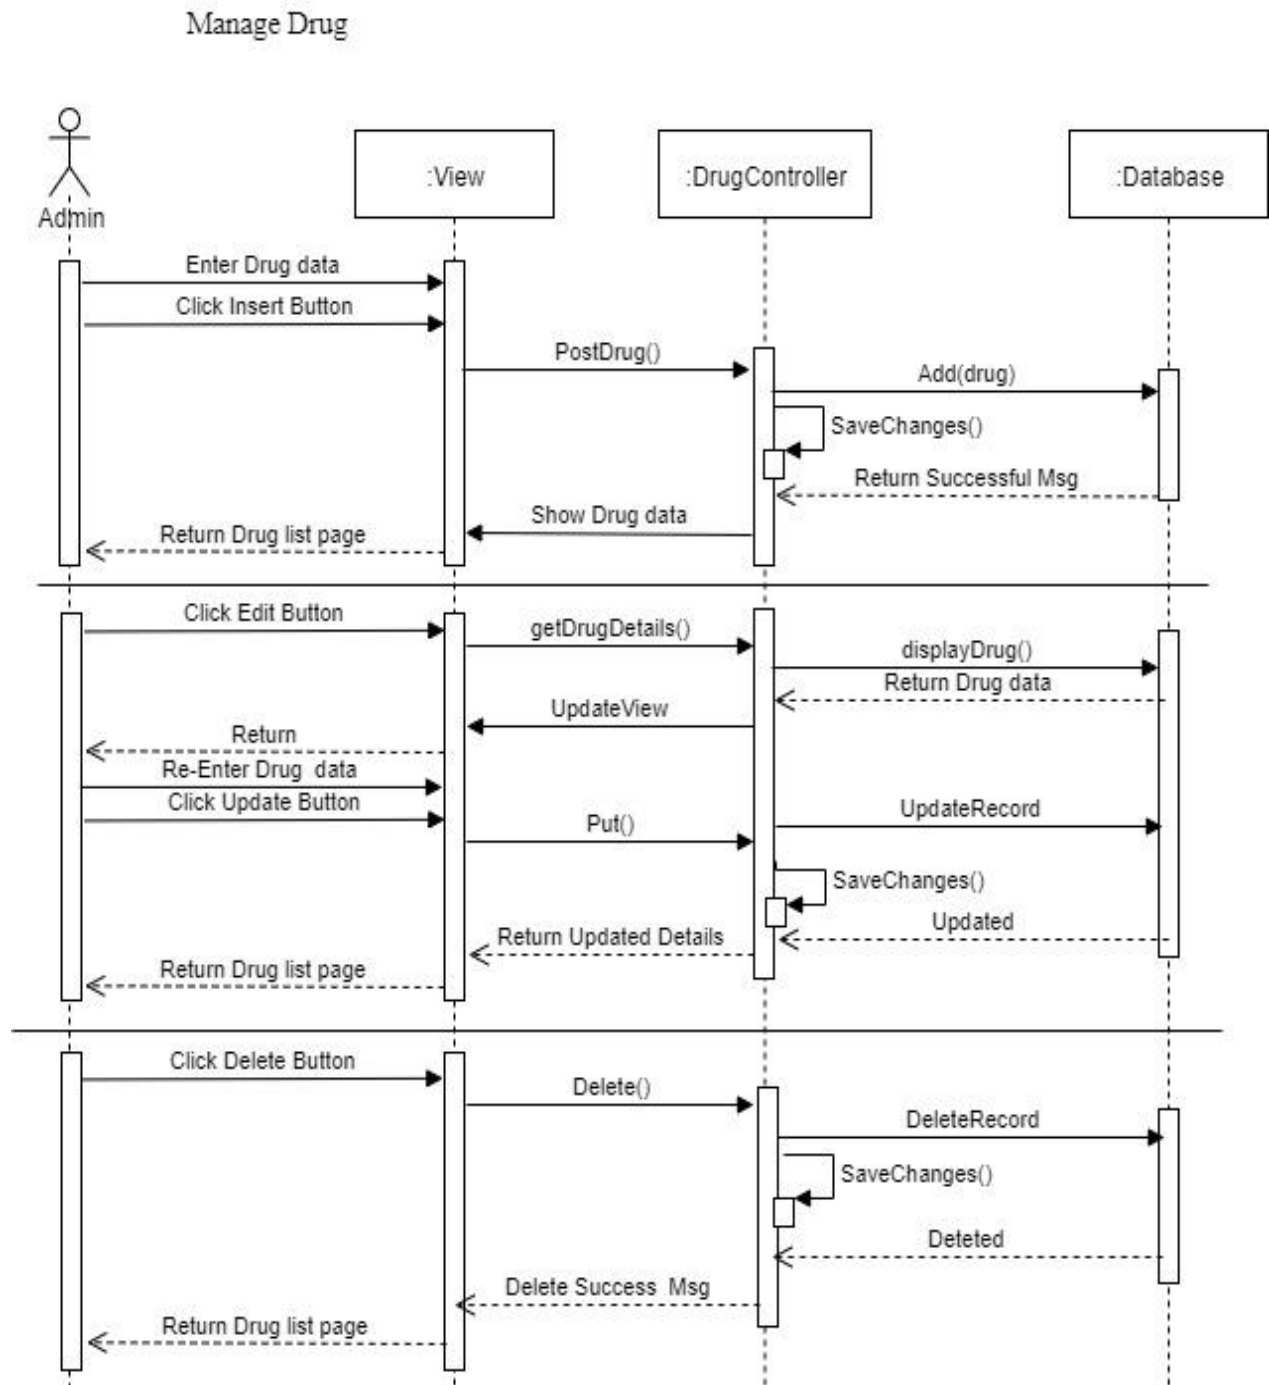 Manage Drug
Admin
:View
:DrugController
:Database
Enter Drug data
Click Insert Button
PostDrug()
Add(drug)
SaveChanges()
Return Successful Msg
Show Drug data
Return Drug list page
Click Edit Button
getDrugDetails()
displayDrug()
Return Drug data
UpdateView
Return
Re-Enter Drug data
Click Update Button
Put()
UpdateRecord
SaveChanges()
Updated
Return Updated Details
Return Drug list page
Click Delete Button
Delete()
DeleteRecord
SaveChanges()
Deteted
Delete Success Msg
Return Drug list page